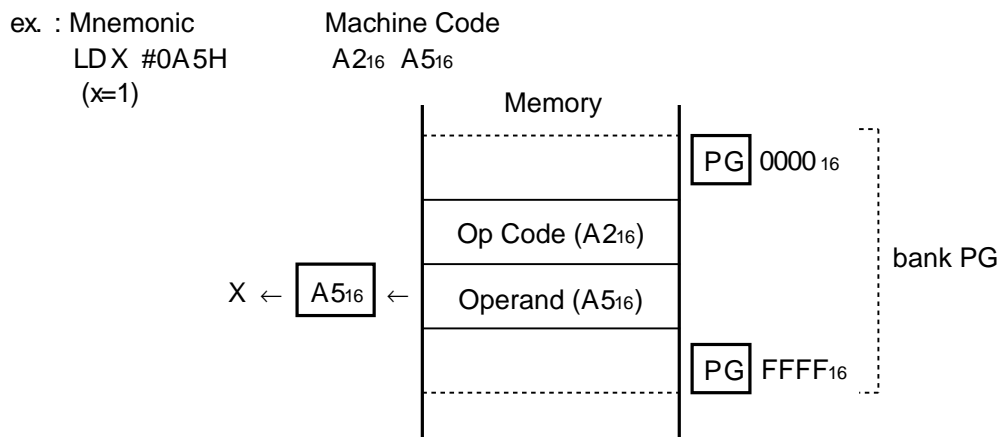 ex. : Mnemonic Machine Code
LDX #0A5H A2₁₆ A5₁₆
(x=1)
Memory
PG 0000₁₆
Op Code (A2₁₆)
bank PG
X ← A5₁₆ ← Operand (A5₁₆)
PG FFFF₁₆